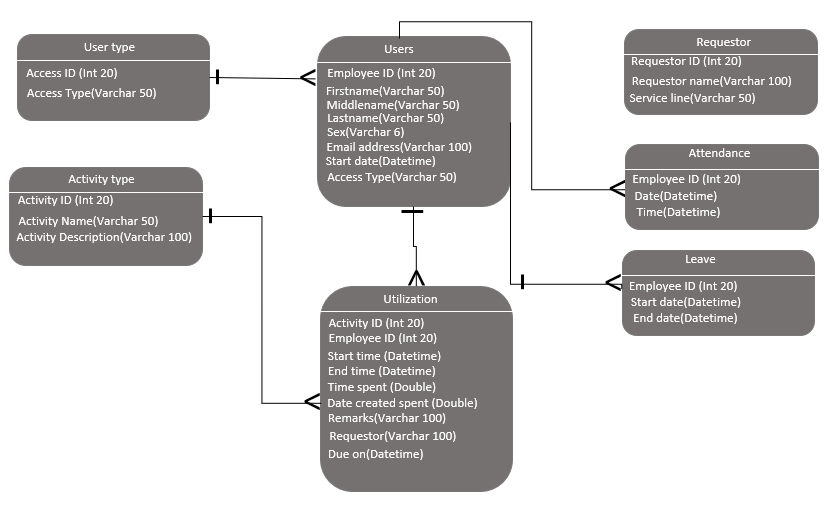 User type
Access ID (Int 20)
Access Type(Varchar 50)
Users
Employee ID (Int 20)
Firstname(Varchar 50)
Middlename(Varchar 50)
Lastname(Varchar 50)
Sex(Varchar 6)
Email address(Varchar 100)
Start date(Datetime)
Access Type(Varchar 50)
Requestor
Requestor ID (Int 20)
Requestor name(Varchar 100)
Service line(Varchar 50)
Activity type
Activity ID (Int 20)
Activity Name(Varchar 50)
Activity Description(Varchar 100)
Attendance
Employee ID (Int 20)
Date(Datetime)
Time(Datetime)
Leave
Employee ID (Int 20)
Start date(Datetime)
End date(Datetime)
Utilization
Activity ID (Int 20)
Employee ID (Int 20)
Start time (Datetime)
End time (Datetime)
Time spent (Double)
Date created spent (Double)
Remarks(Varchar 100)
Requestor(Varchar 100)
Due on(Datetime)